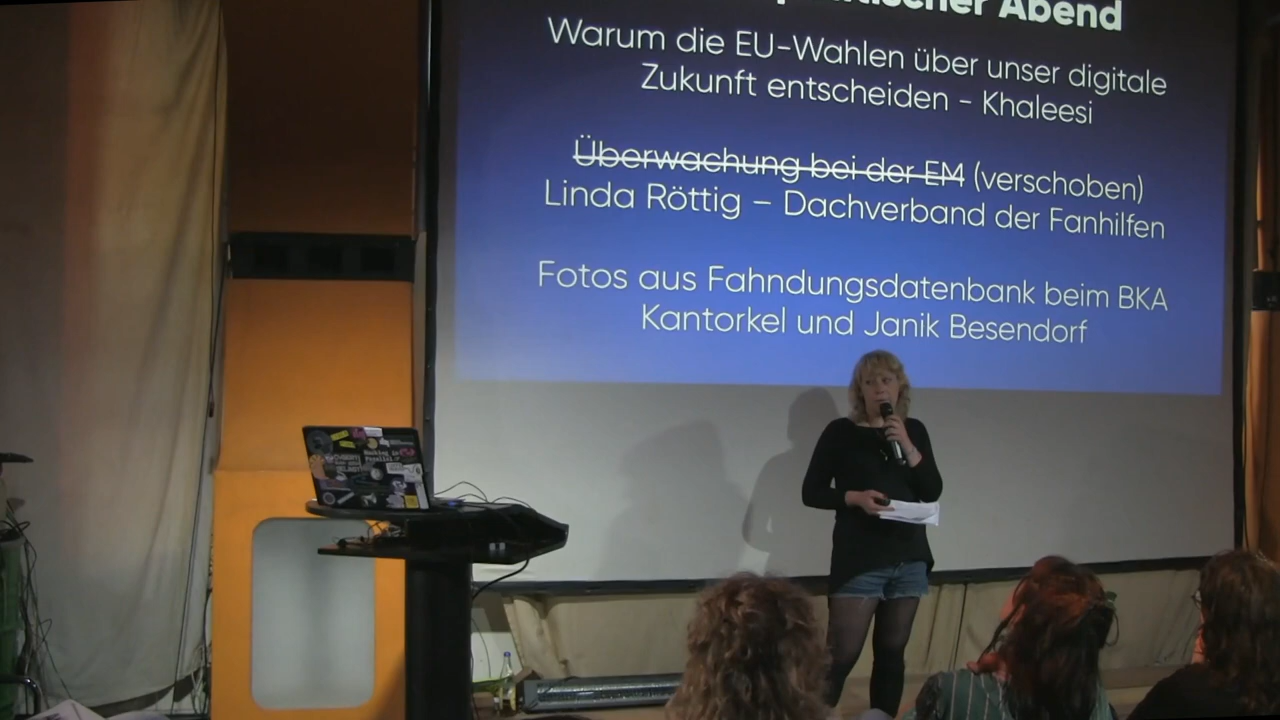 Abend
Warum die EU-Wahlen über unser digitale
Zukunft entscheiden - Khaleesi
Überwachung bei der EM (verschoben)
Linda Röttig – Dachverband der Fanhilfen
Fotos aus Fahndungsdatenbank beim BKA
Kantorkel und Janik Besendorf